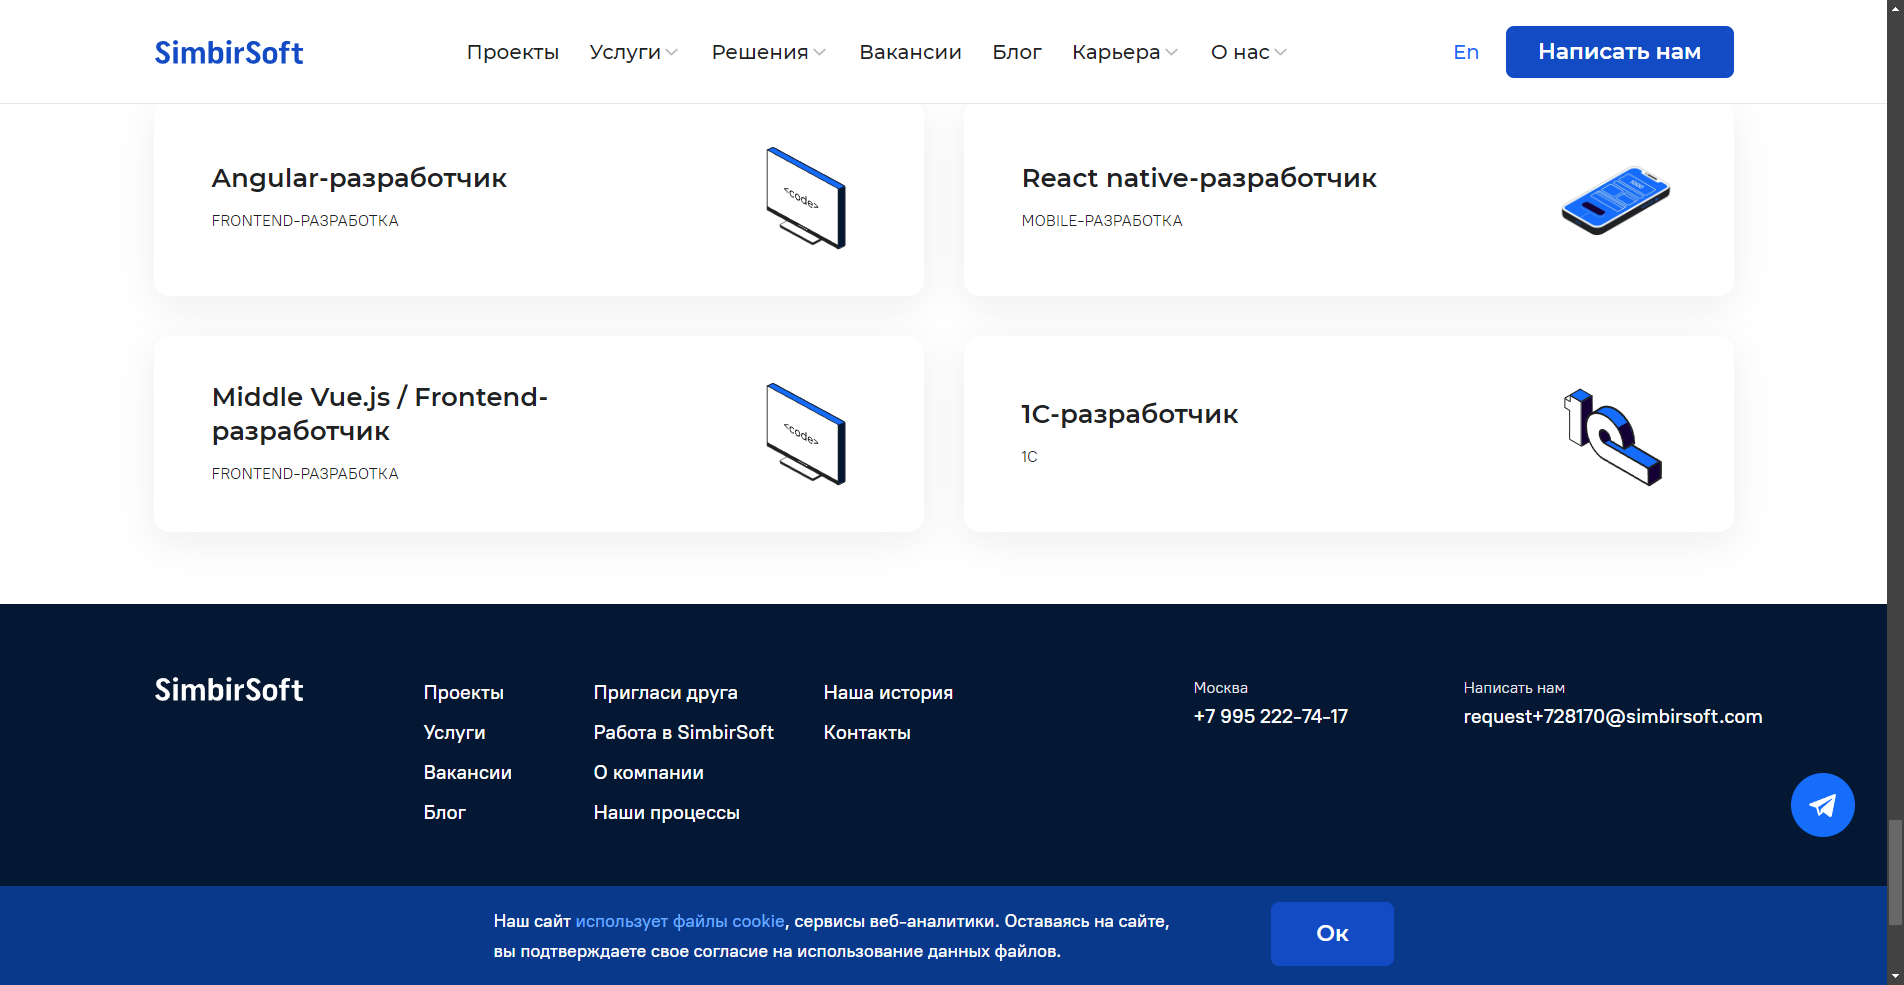 SimbirSoft
Проекты Услуги Решения Вакансии Блог Карьера О нас
En
Написать нам
Angular-разработчик
FRONTEND-РАЗРАБОТКА
<code>
React native-разработчик
MOBILE-РАЗРАБОТКА
Middle Vue.js / Frontend-
разработчик
FRONTEND-РАЗРАБОТКА
<code>
1С-разработчик
1С
SimbirSoft
Проекты
Услуги
Вакансии
Блог
Пригласи друга
Работа в SimbirSoft
О компании
Наши процессы
Наша история
Контакты
Москва
+7 995 222-74-17
Написать нам
request+728170@simbirsoft.com
Наш сайт использует файлы cookie, сервисы веб-аналитики. Оставаясь на сайте,
вы подтверждаете свое согласие на использование данных файлов.
Ок